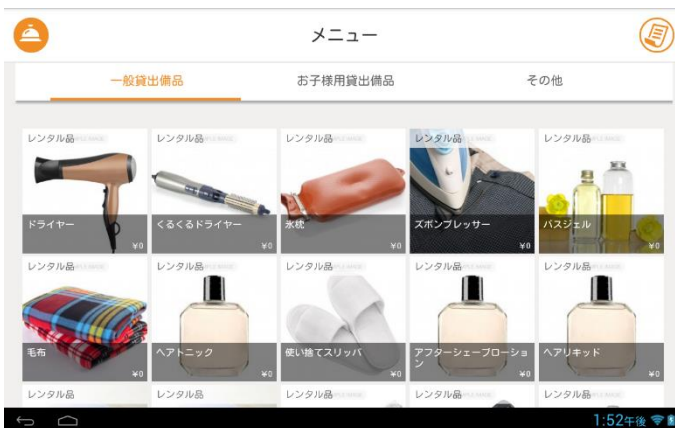 メニュー
一般貸出備品
お子様用貸出備品
その他
レンタル品
ドライヤー
¥0
レンタル品
くるくるドライヤー
¥0
レンタル品
氷枕
¥0
レンタル品
ズボンプレッサー
¥0
レンタル品
バスジェル
¥0
レンタル品
毛布
¥0
レンタル品
ヘアトニック
¥0
レンタル品
使い捨てスリッパ
¥0
レンタル品
アフターシェーブローショ
ン
¥0
レンタル品
ヘアリキッド
¥0
レンタル品
レンタル品
レンタル品
レンタル品
レンタル品
1:52午後